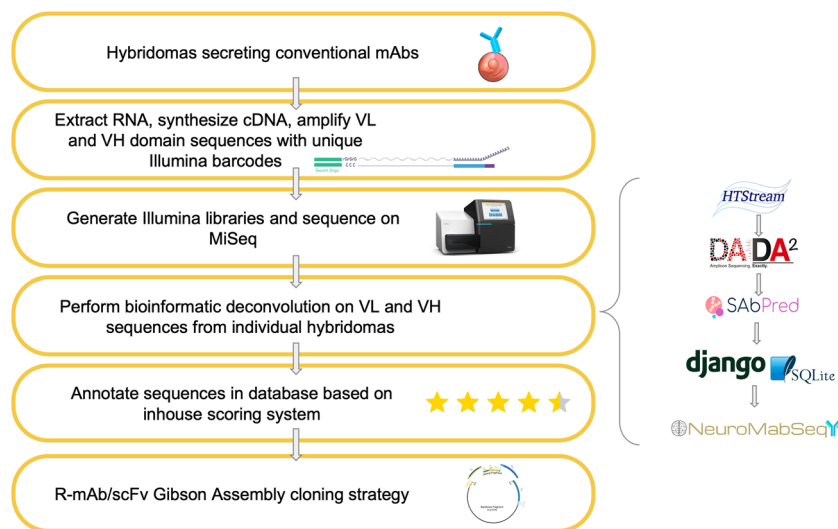 Hybridomas secreting conventional mAbs
Extract RNA, synthesize cDNA, amplify VL
and VH domain sequences with unique
Illumina barcodes
Switch Oligo
Generate Illumina libraries and sequence on
MiSeq
Perform bioinformatic deconvolution on VL and VH
sequences from individual hybridomas
Annotate sequences in database based on
inhouse scoring system
R-mAb/scFv Gibson Assembly cloning strategy
HTStream
DADA2
Amplicon Sequencing. Exactly.
SAbPred
django
SQLite
NeuroMabSeq